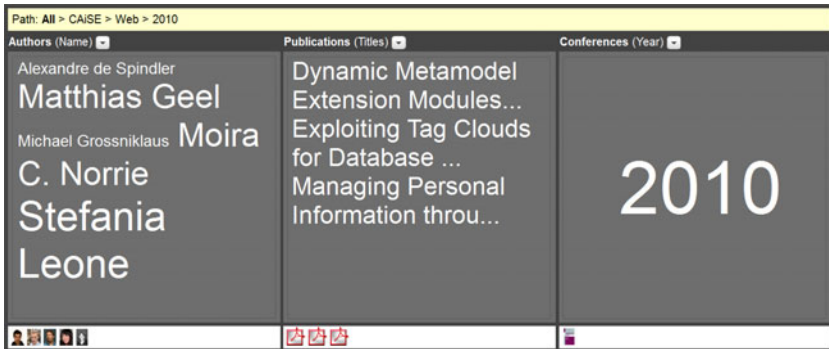 Path: All > CAiSE > Web > 2010
Authors (Name)
Publications (Titles)
Conferences (Year)
Alexandre de Spindler
Matthias Geel
Michael Grossniklaus Moira
C. Norrie
Stefania
Leone
Dynamic Metamodel
Extension Modules...
Exploiting Tag Clouds
for Database ...
Managing Personal
Information throu...
2010